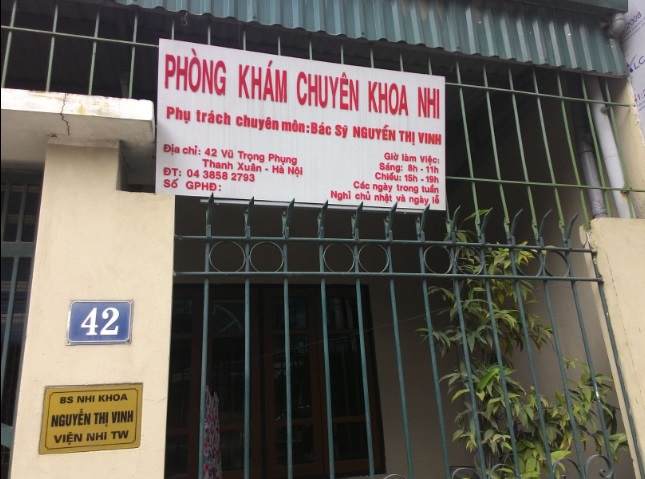 PHÒNG KHÁM CHUYÊN KHOA NHI
Phụ trách chuyên môn: Bác Sỹ NGUYỄN THỊ VINH
Địa chỉ: 42 Vũ Trọng Phụng
Thanh Xuân - Hà Nội
ĐT: 04 3858 2793
Số GPHĐ:
Giờ làm việc:
Sáng: 8h - 11h
Chiều: 15h - 19h
Các ngày trong tuần
Nghỉ chủ nhật và ngày lễ
42
BS NHI KHOA
NGUYỄN THỊ VINH
VIỆN NHI TW